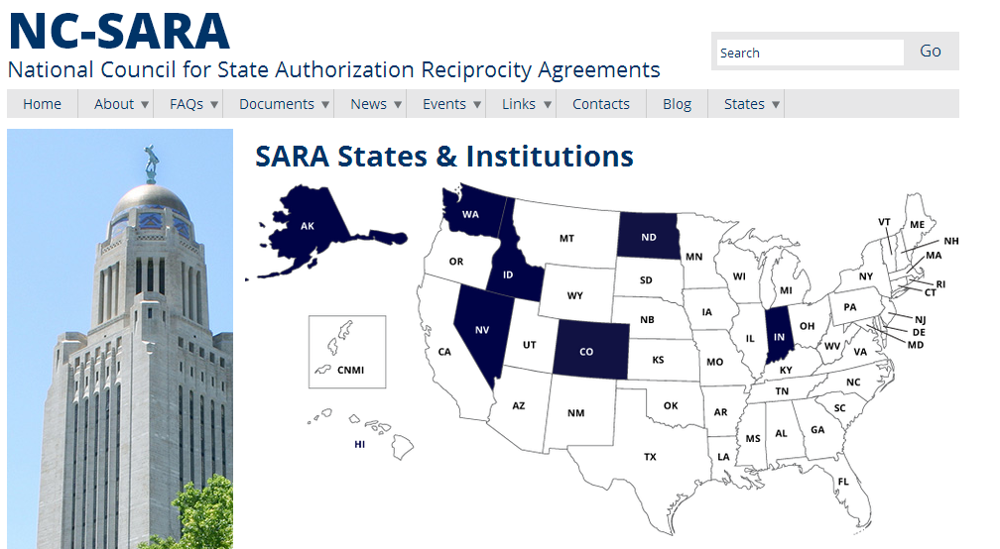 NC-SARA
National Council for State Authorization Reciprocity Agreements
Search Go
Home About FAQs Documents News Events Links Contacts Blog States
SARA States & Institutions
AK
WA
MT
ND
MN
VT
ME
NH
OR
ID
SD
WI
MI
NY
MA
RI
CT
WY
NV
NB
IA
PA
NJ
DE
MD
CA
UT
CO
KS
MO
IL
IN
OH
WV
VA
KY
CNMI
AZ
NM
OK
AR
TN
NC
SC
HI
TX
LA
MS
AL
GA
FL